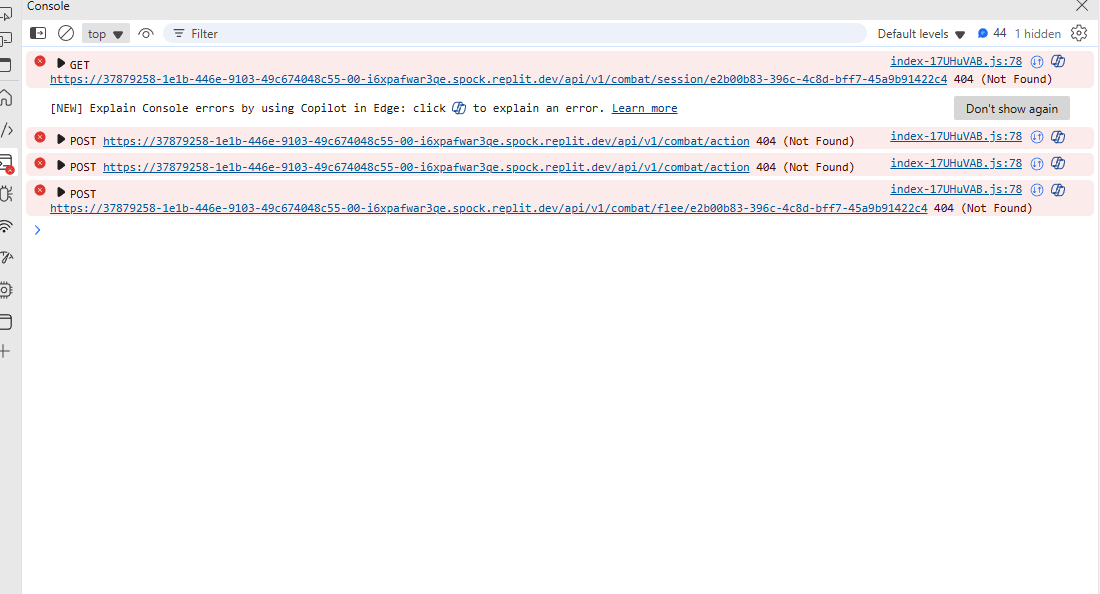 Console
top Filter Default levels 44 1 hidden
GET index-17UHuVAB.js:78
https://37879258-1e1b-446e-9103-49c674048c55-00-i6xpafwar3qe.spock.replit.dev/api/v1/combat/session/e2b00b83-396c-4c8d-bff7-45a9b91422c4 404 (Not Found)
[NEW] Explain Console errors by using Copilot in Edge: click to explain an error. Learn more Don't show again
POST https://37879258-1e1b-446e-9103-49c674048c55-00-i6xpafwar3qe.spock.replit.dev/api/v1/combat/action 404 (Not Found) index-17UHuVAB.js:78
POST https://37879258-1e1b-446e-9103-49c674048c55-00-i6xpafwar3qe.spock.replit.dev/api/v1/combat/action 404 (Not Found) index-17UHuVAB.js:78
POST index-17UHuVAB.js:78
https://37879258-1e1b-446e-9103-49c674048c55-00-i6xpafwar3qe.spock.replit.dev/api/v1/combat/flee/e2b00b83-396c-4c8d-bff7-45a9b91422c4 404 (Not Found)